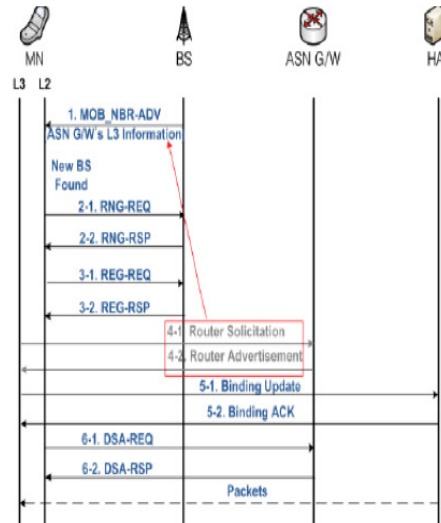 MN BS ASN G/W HA
L3 L2
1. MOB_NBR-ADV
ASN G/W's L3 Information
New BS
Found
2-1. RNG-REQ
2-2. RNG-RSP
3-1. REG-REQ
3-2. REG-RSP
4-1. Router Solicitation
4-2. Router Advertisement
5-1. Binding Update
5-2. Binding ACK
6-1. DSA-REQ
6-2. DSA-RSP
Packets